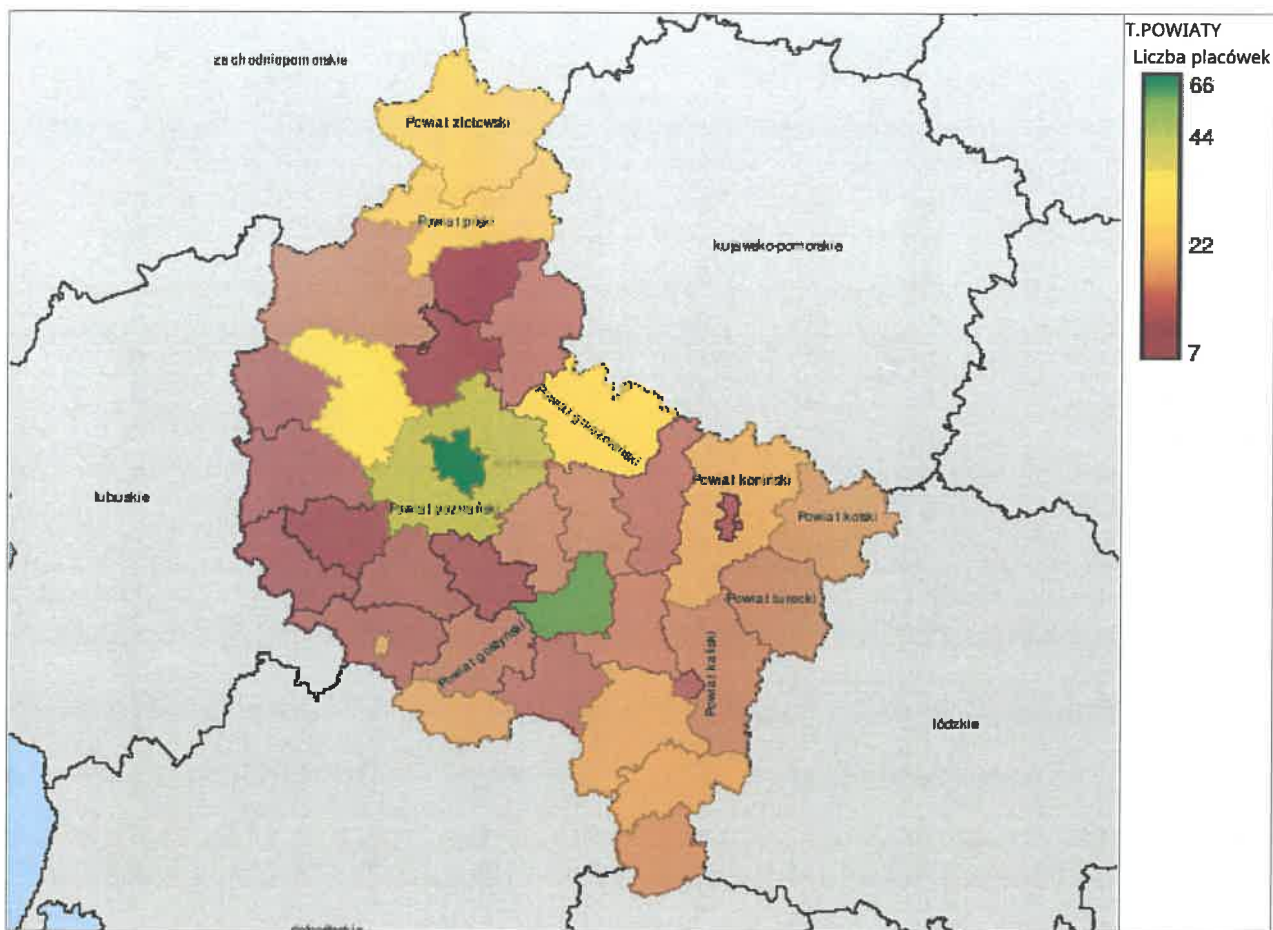 T.POWIATY
Liczba placówek
66
44
22
7
zachodniopomorskie
Powiat złotowski
Powiat pilski
kujawsko-pomorskie
Powiat gnieźnieński
lubuskie
Powiat koniński
Powiat poznański
Powiat kolski
Powiat turecki
Powiat gostyński
Powiat kaliski
łódzkie